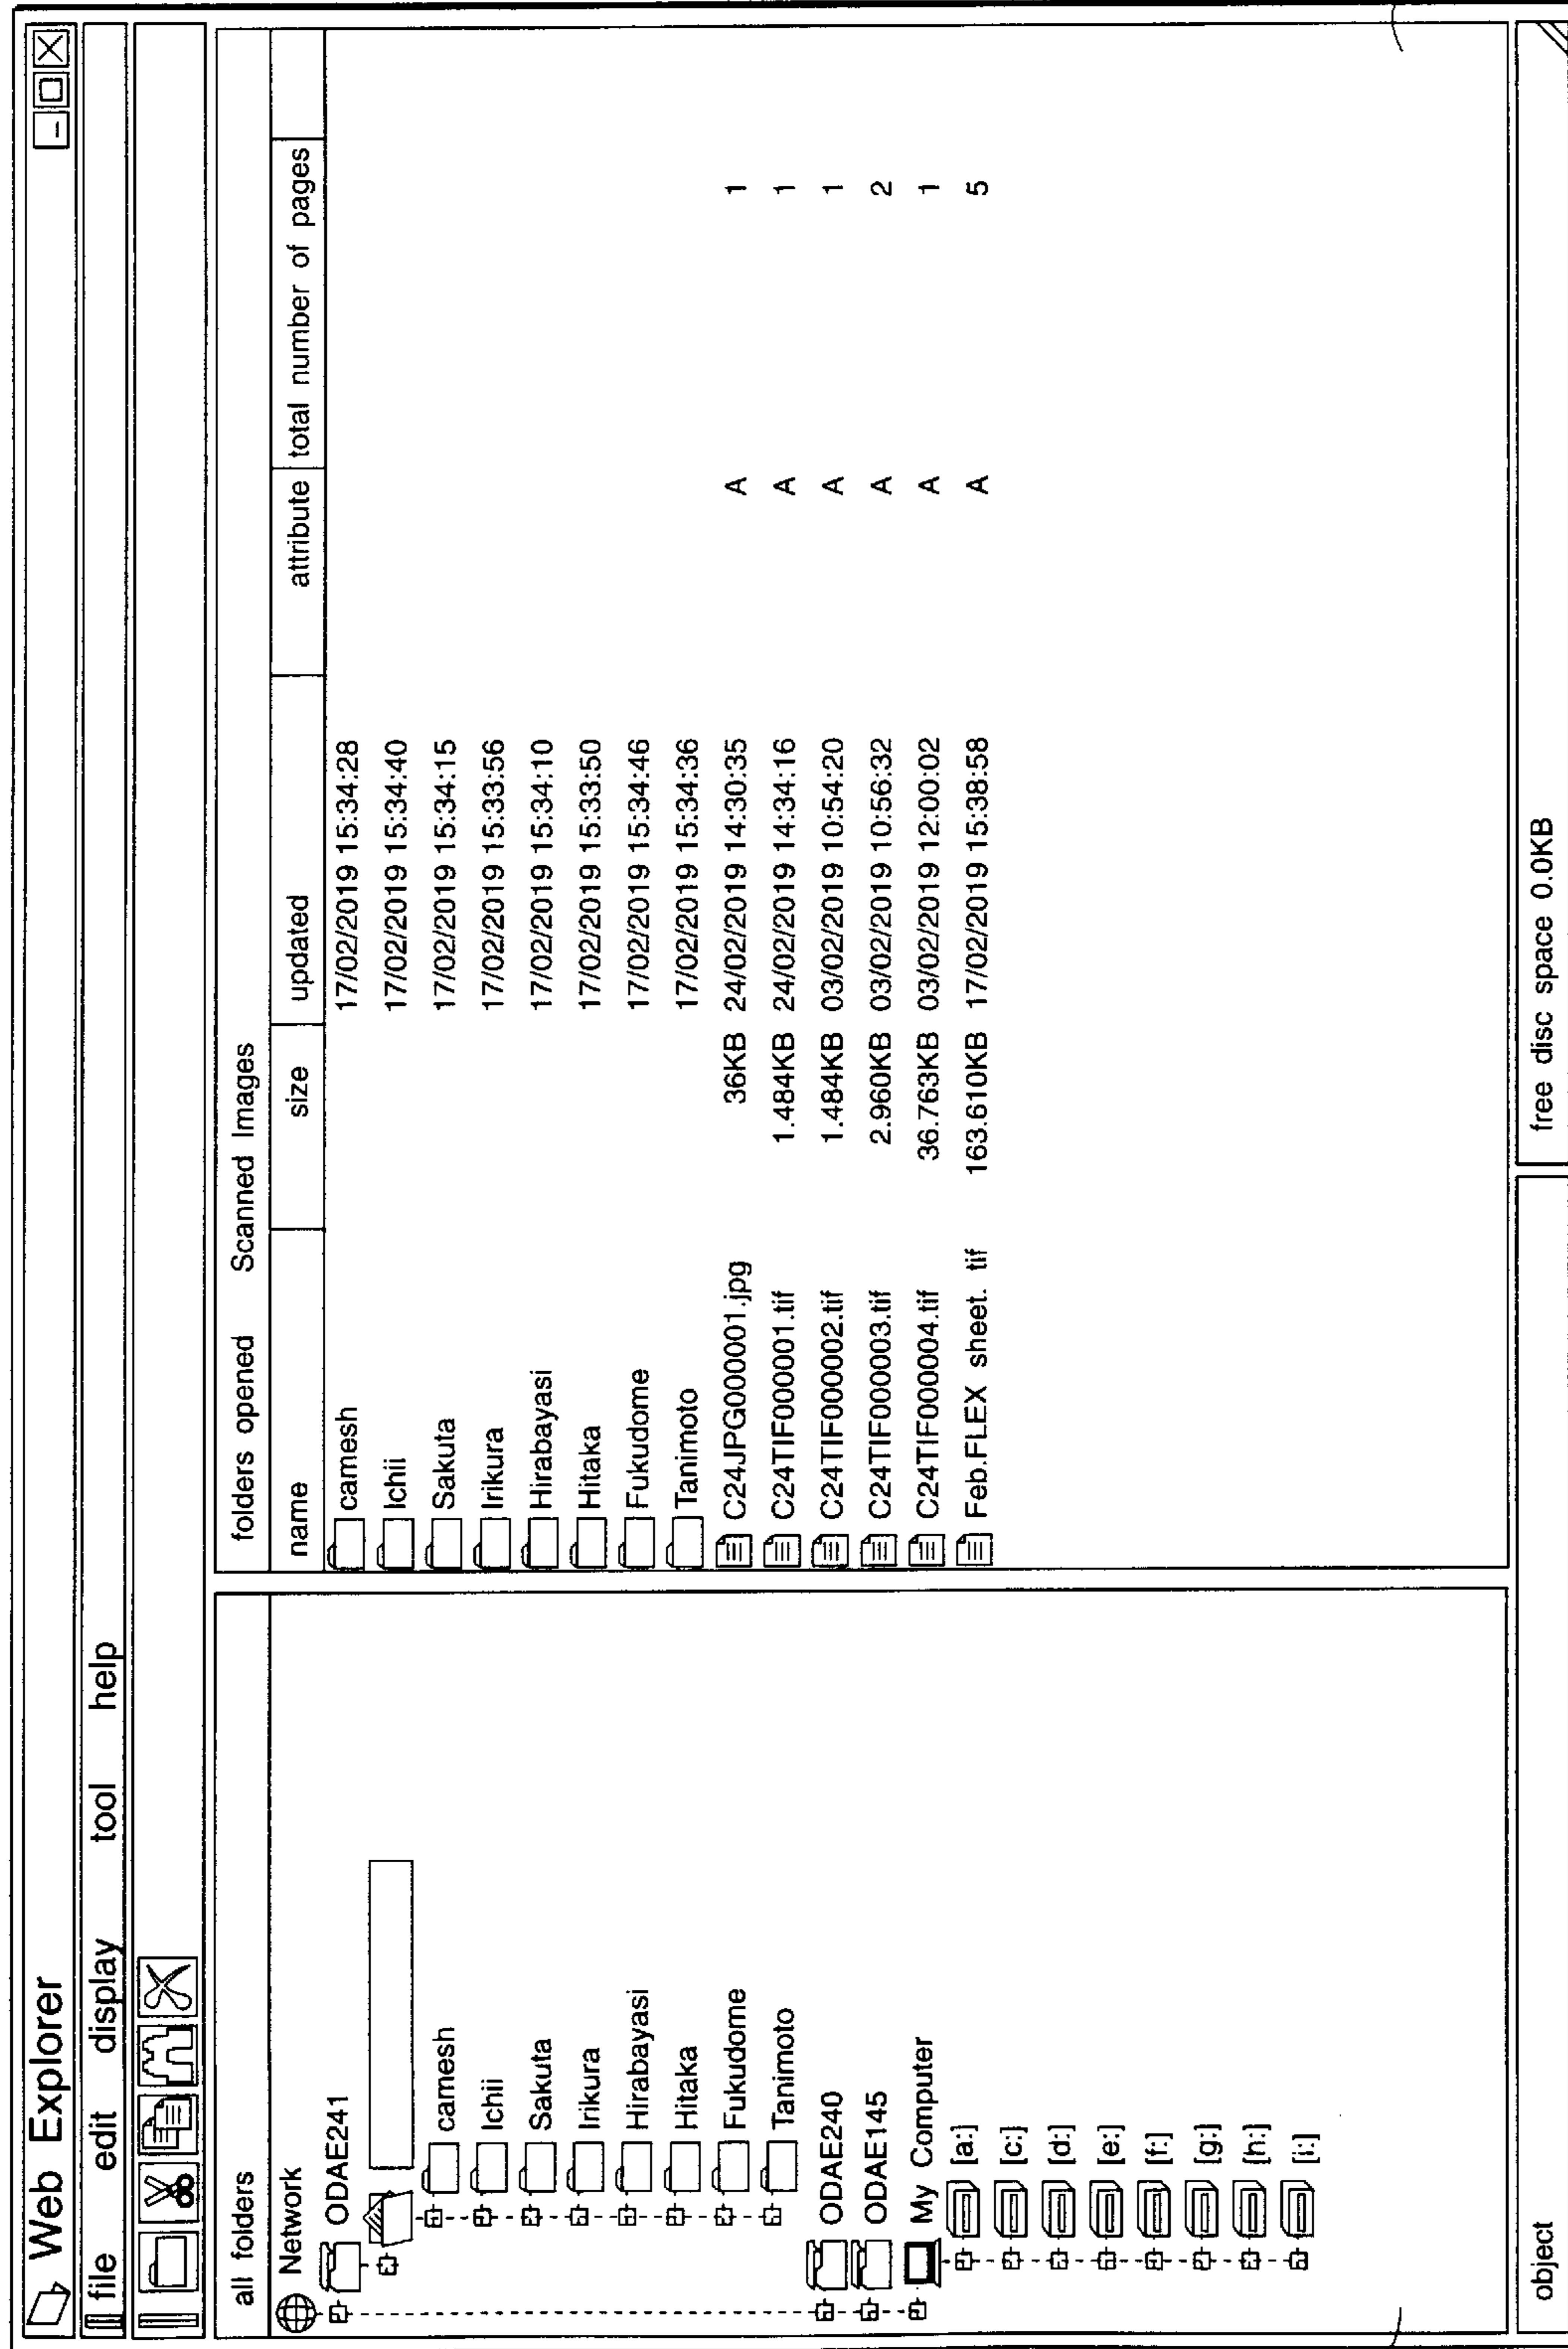 Web Explorer
file edit display tool help
all folders
Network
ODAE241
camesh
Ichii
Sakuta
Irikura
Hirabayasi
Hitaka
Fukudome
Tanimoto
ODAE240
ODAE145
My Computer
[a:]
[c:]
[d:]
[e:]
[f:]
[g:]
[h:]
[i:]
folders opened Scanned Images
name size updated attribute total number of pages
camesh 17/02/2019 15:34:28
Ichii 17/02/2019 15:34:40
Sakuta 17/02/2019 15:34:15
Irikura 17/02/2019 15:33:56
Hirabayasi 17/02/2019 15:34:10
Hitaka 17/02/2019 15:33:50
Fukudome 17/02/2019 15:34:46
Tanimoto 17/02/2019 15:34:36
C24JPG000001.jpg 36KB 24/02/2019 14:30:35 A 1
C24TIF000001.tif 1.484KB 24/02/2019 14:34:16 A 1
C24TIF000002.tif 1.484KB 03/02/2019 10:54:20 A 1
C24TIF000003.tif 2.960KB 03/02/2019 10:56:32 A 2
C24TIF000004.tif 36.763KB 03/02/2019 12:00:02 A 1
Feb.FLEX sheet. tif 163.610KB 17/02/2019 15:38:58 A 5
object free disc space 0.0KB